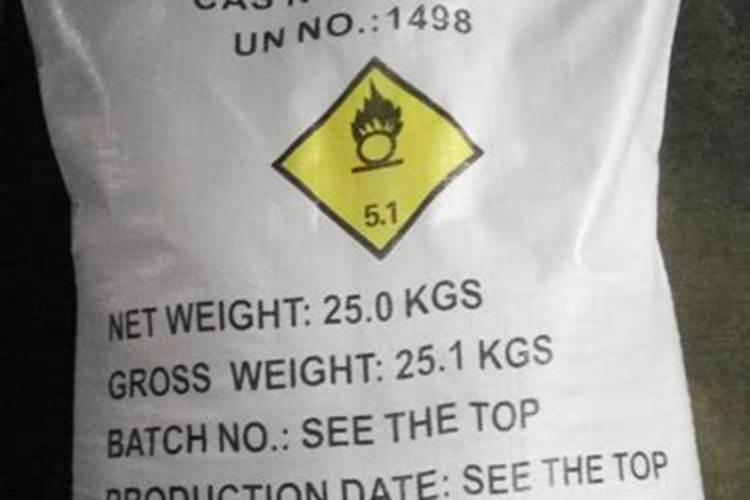 CAS N
UN NO.:1498
5.1
NET WEIGHT: 25.0 KGS
GROSS WEIGHT: 25.1 KGS
BATCH NO.: SEE THE TOP
PRODUCTION DATE: SEE THE TOP